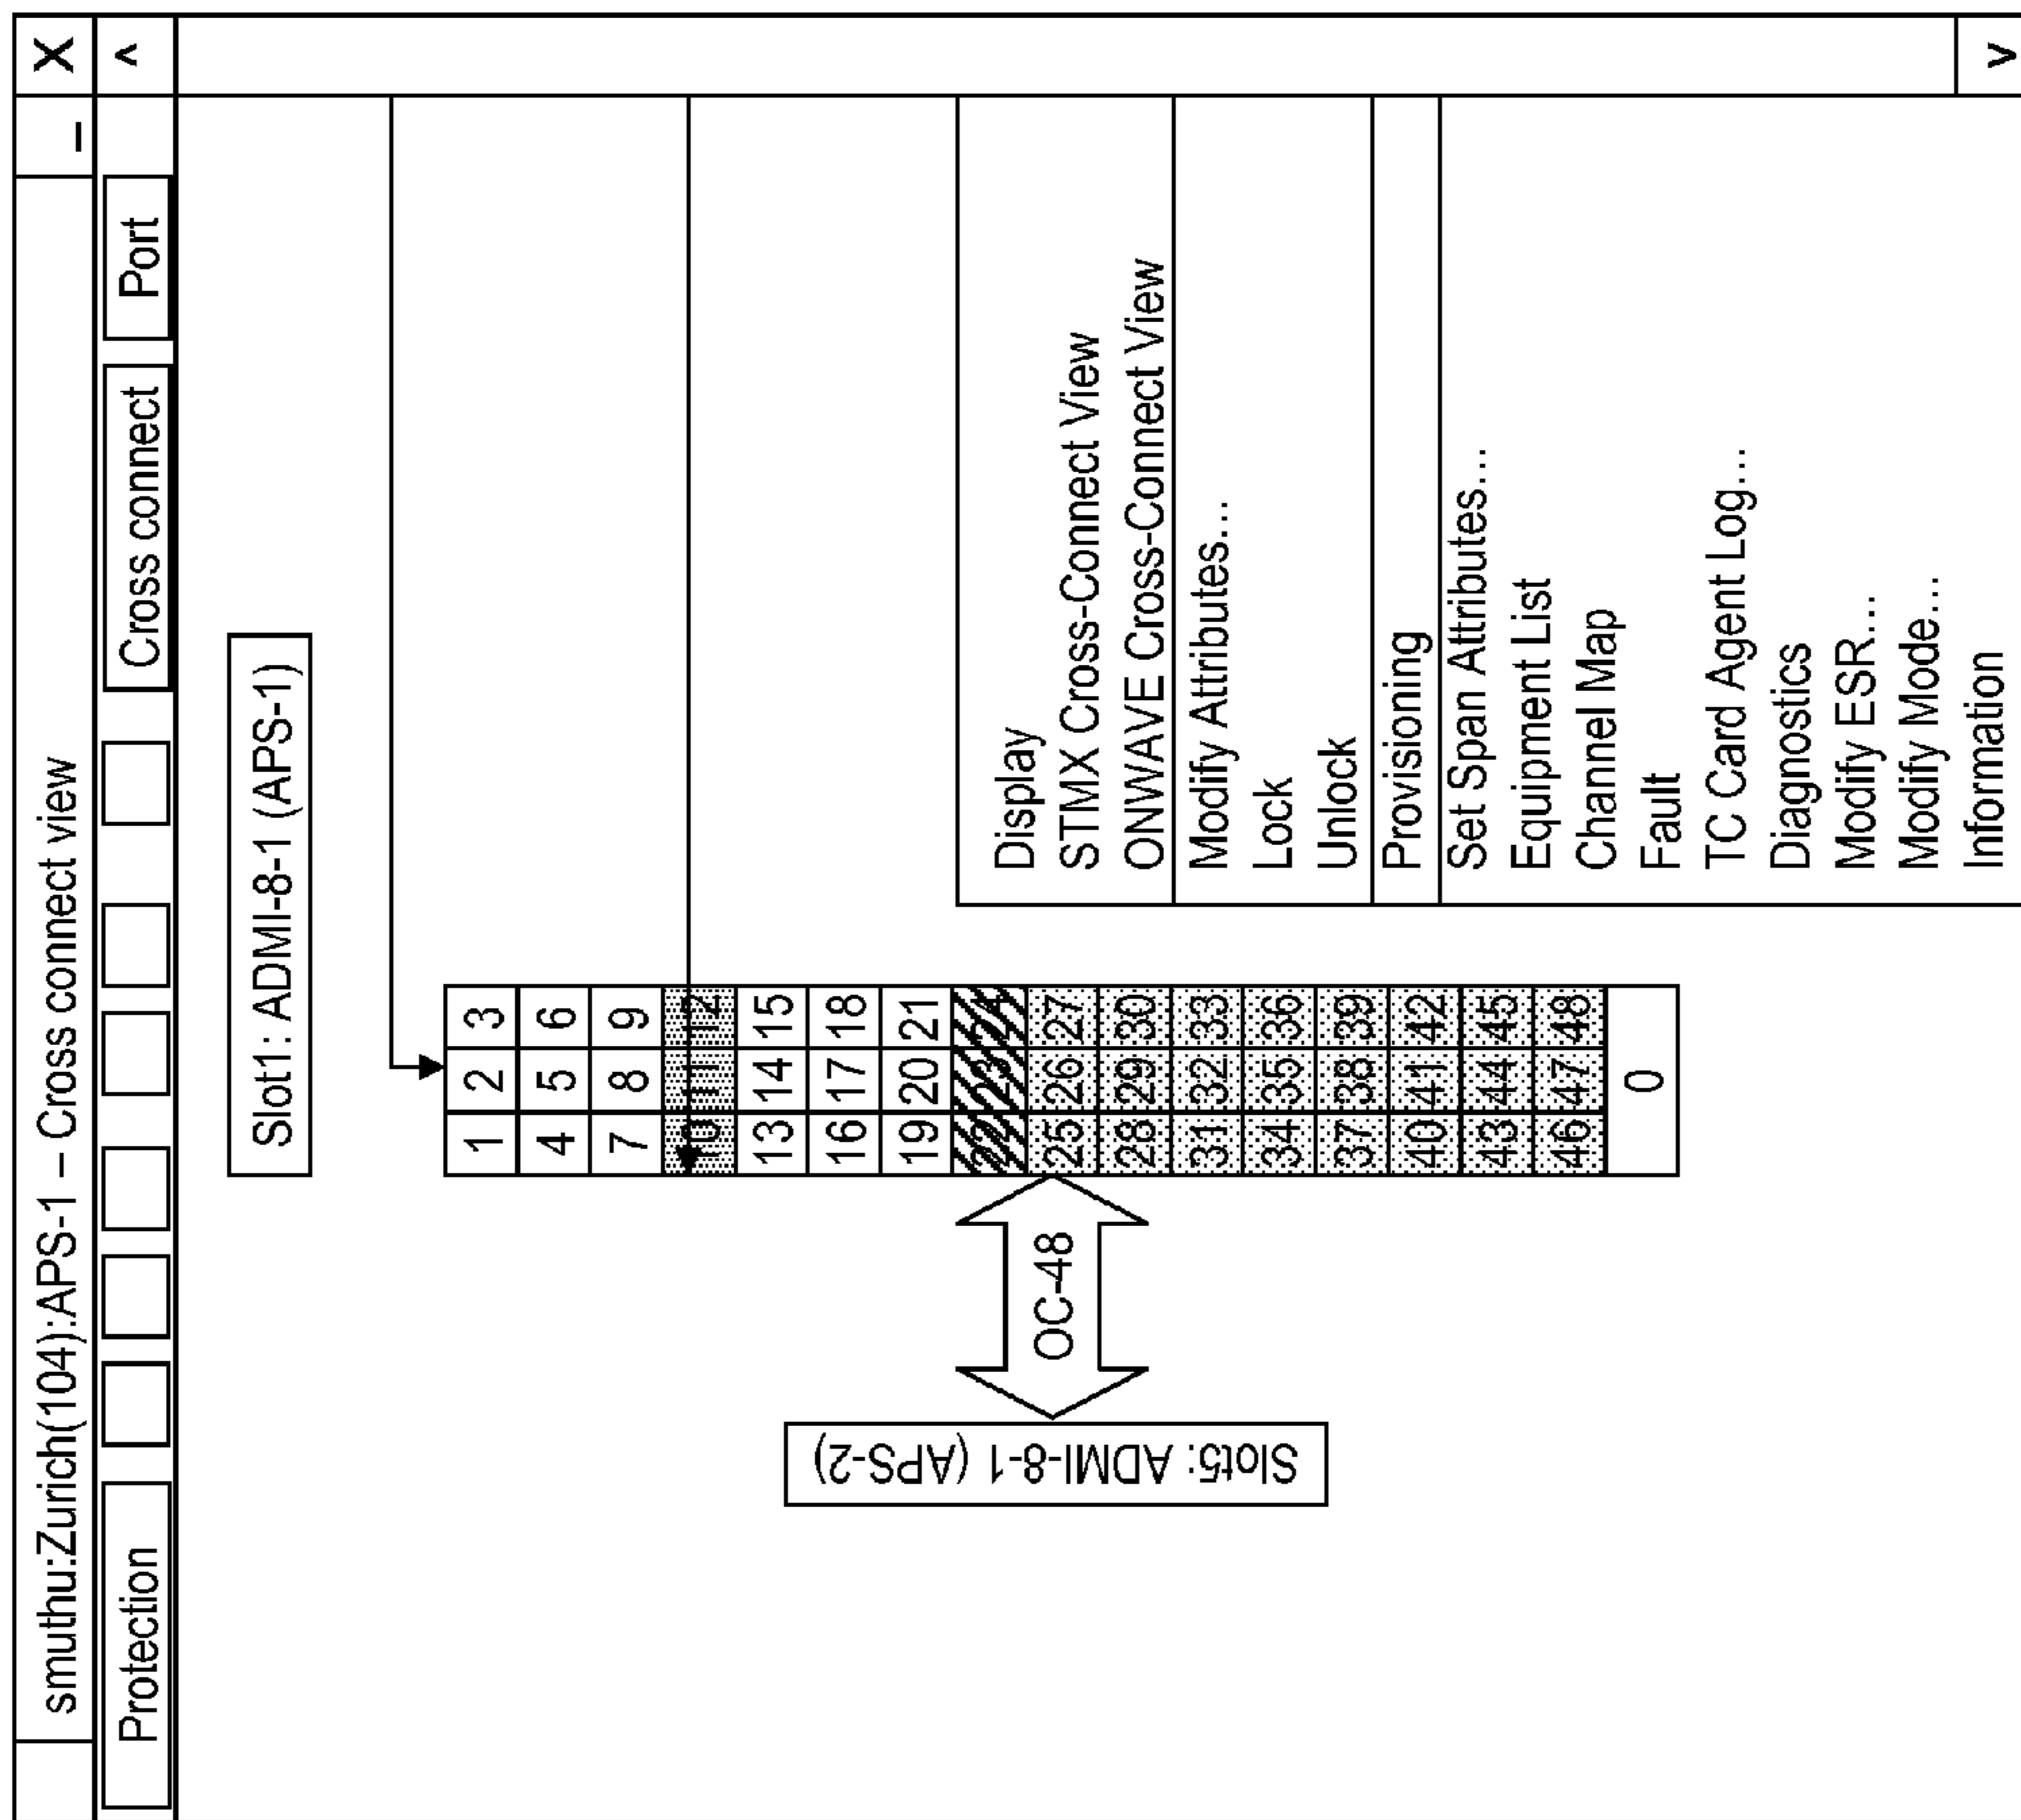 smuthu:Zurich(104):APS-1 – Cross connect view
_
X
Protection
Cross connect
Port
^
Slot1: ADMI-8-1 (APS-1)
1 2 3
4 5 6
7 8 9
10 11 12
13 14 15
16 17 18
19 20 21
22 23 24
25 26 27
28 29 30
31 32 33
34 35 36
37 38 39
40 41 42
43 44 45
46 47 48
0
OC-48
Slot5: ADMI-8-1 (APS-2)
Display
STMX Cross-Connect View
ONWAVE Cross-Connect View
Modify Attributes...
Lock
Unlock
Provisioning
Set Span Attributes...
Equipment List
Channel Map
Fault
TC Card Agent Log...
Diagnostics
Modify ESR...
Modify Mode...
Information
v